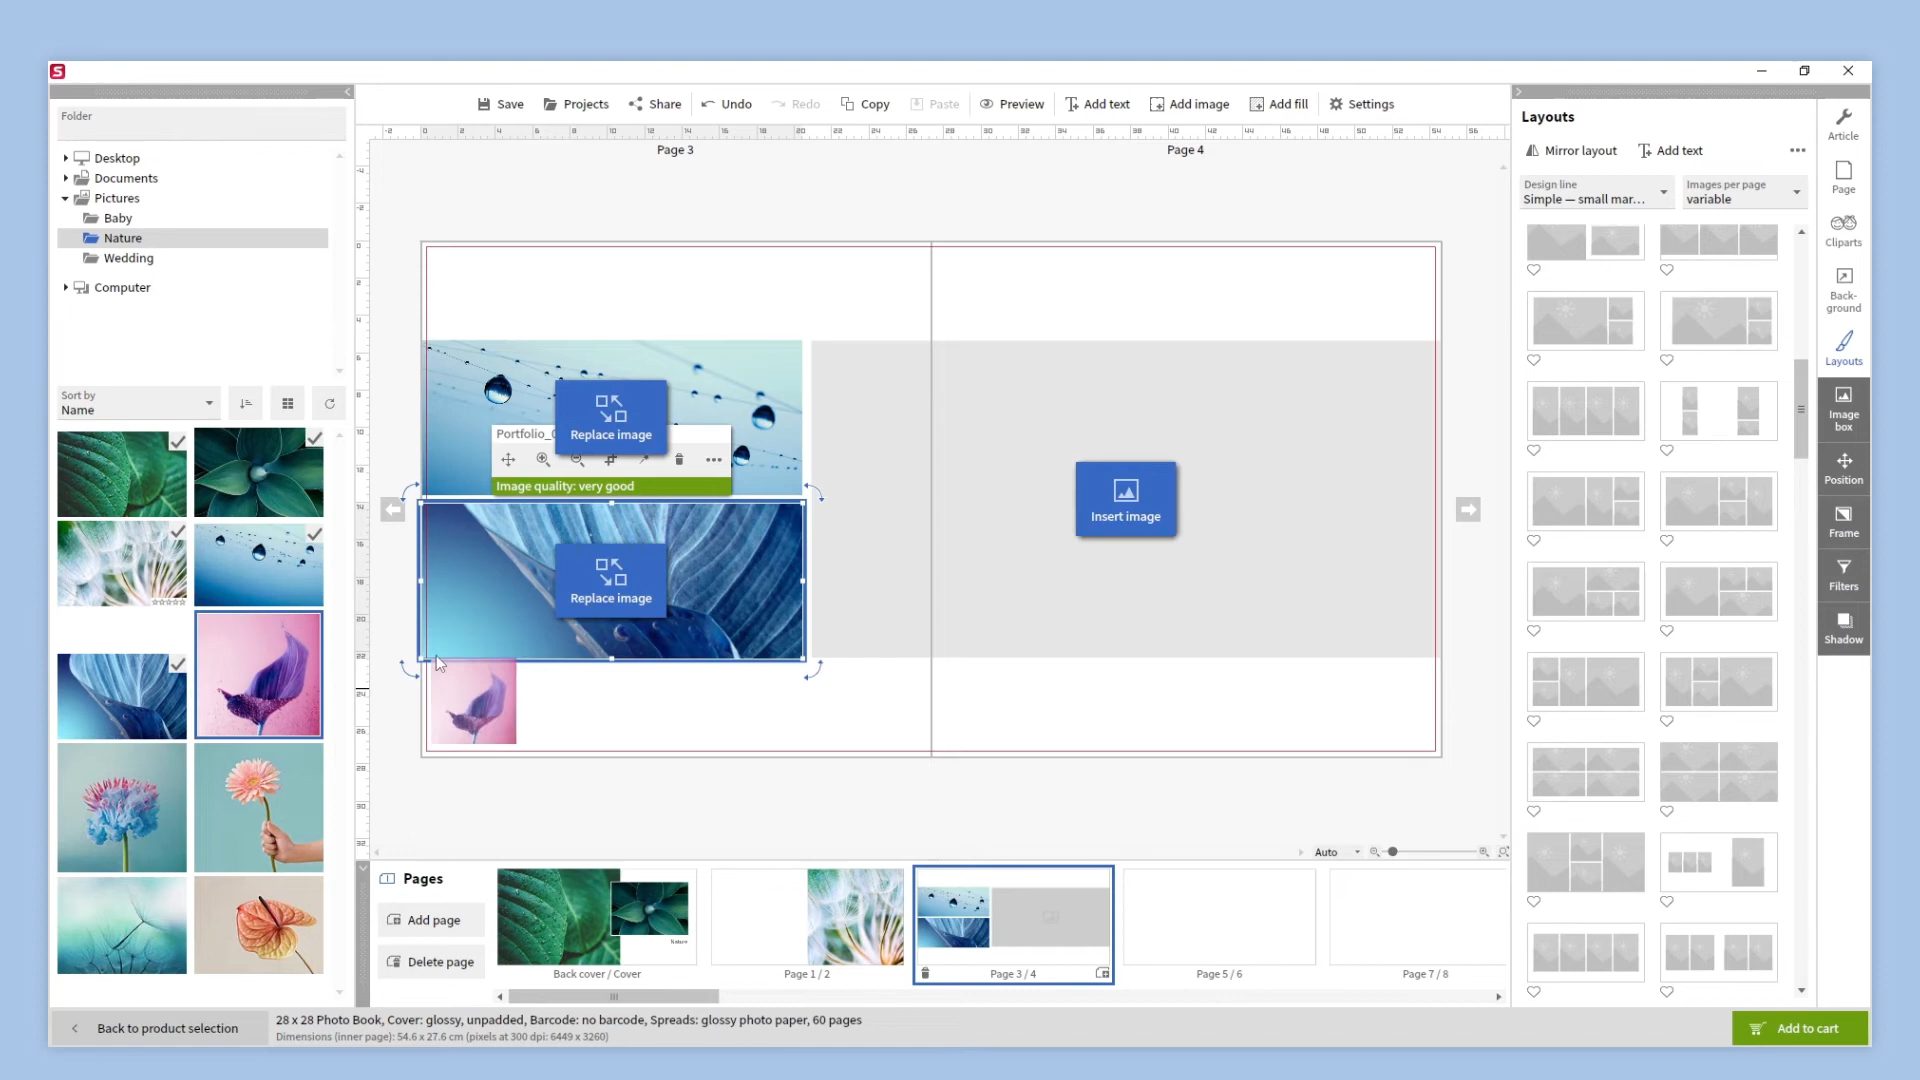 S
Save
Projects
Share
Undo
Redo
Copy
Paste
Preview
Add text
Add image
Add fill
Settings
Folder
Desktop
Documents
Pictures
Baby
Nature
Wedding
Computer
Sort by
Name
Page 3
Page 4
Replace image
Portfolio_
Image quality: very good
Replace image
Insert image
Auto
Pages
Add page
Delete page
Nature
Back cover / Cover
Page 1 / 2
Page 3 / 4
Page 5 / 6
Page 7 / 8
Layouts
Mirror layout
Add text
Design line
Simple — small mar...
Images per page
variable
Article
Page
Cliparts
Back-
ground
Layouts
Image
box
Position
Frame
Filters
Shadow
Back to product selection
28 x 28 Photo Book, Cover: glossy, unpadded, Barcode: no barcode, Spreads: glossy photo paper, 60 pages
Dimensions (inner page): 54.6 x 27.6 cm (pixels at 300 dpi: 6449 x 3260)
Add to cart